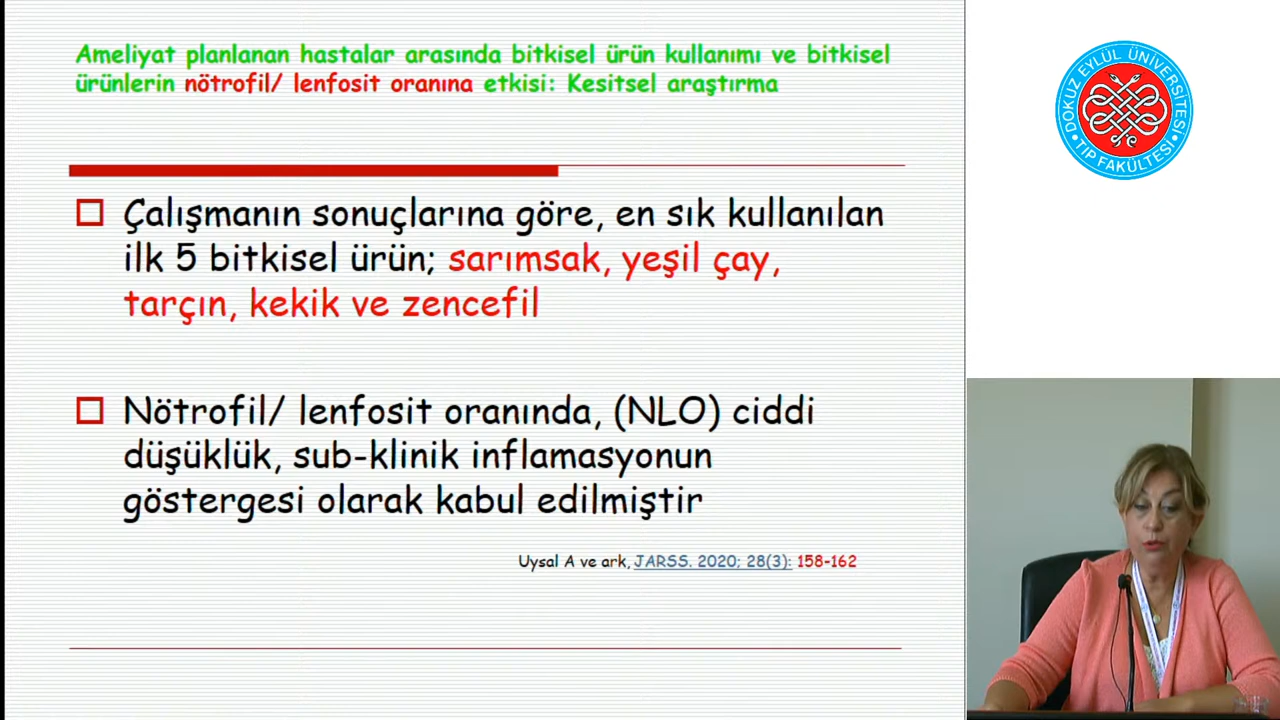 Ameliyat planlanan hastalar arasında bitkisel ürün kullanımı ve bitkisel
ürünlerin nötrofil/ lenfosit oranına etkisi: Kesitsel araştırma
Çalışmanın sonuçlarına göre, en sık kullanılan
ilk 5 bitkisel ürün; sarımsak, yeşil çay,
tarçın, kekik ve zencefil
Nötrofil/ lenfosit oranında, (NLO) ciddi
düşüklük, sub-klinik inflamasyonun
göstergesi olarak kabul edilmiştir
Uysal A ve ark, JARSS. 2020; 28(3): 158-162
DOKUZ EYLÜL ÜNİVERSİTESİ
• TIP FAKÜLTESİ •